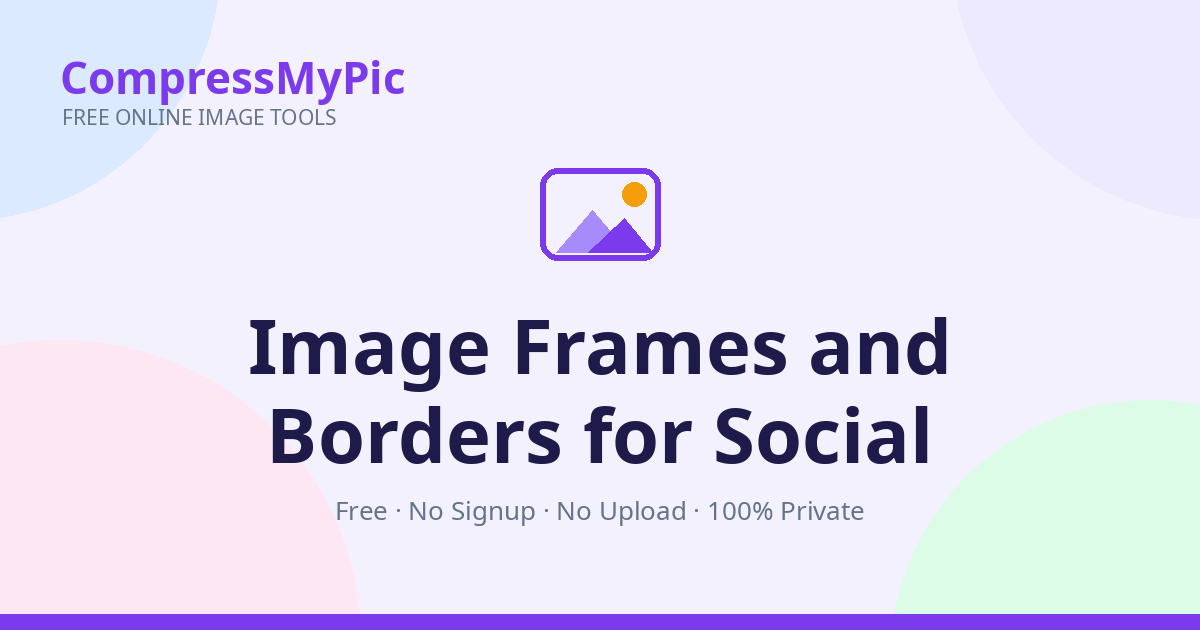 CompressMyPic
FREE ONLINE IMAGE TOOLS
Image Frames and
Borders for Social
Free · No Signup · No Upload · 100% Private